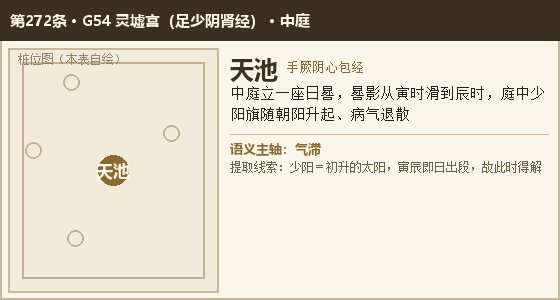 第272条・G54 灵墟宫（足少阴肾经）・中庭
桩位图（本表自绘）
天池
天池 手厥阴心包经
中庭立一座日晷，晷影从寅时滑到辰时，庭中少
阳旗随朝阳升起、病气退散
语义主轴：气滞
提取线索：少阳＝初升的太阳，寅辰即日出段，故此时得解